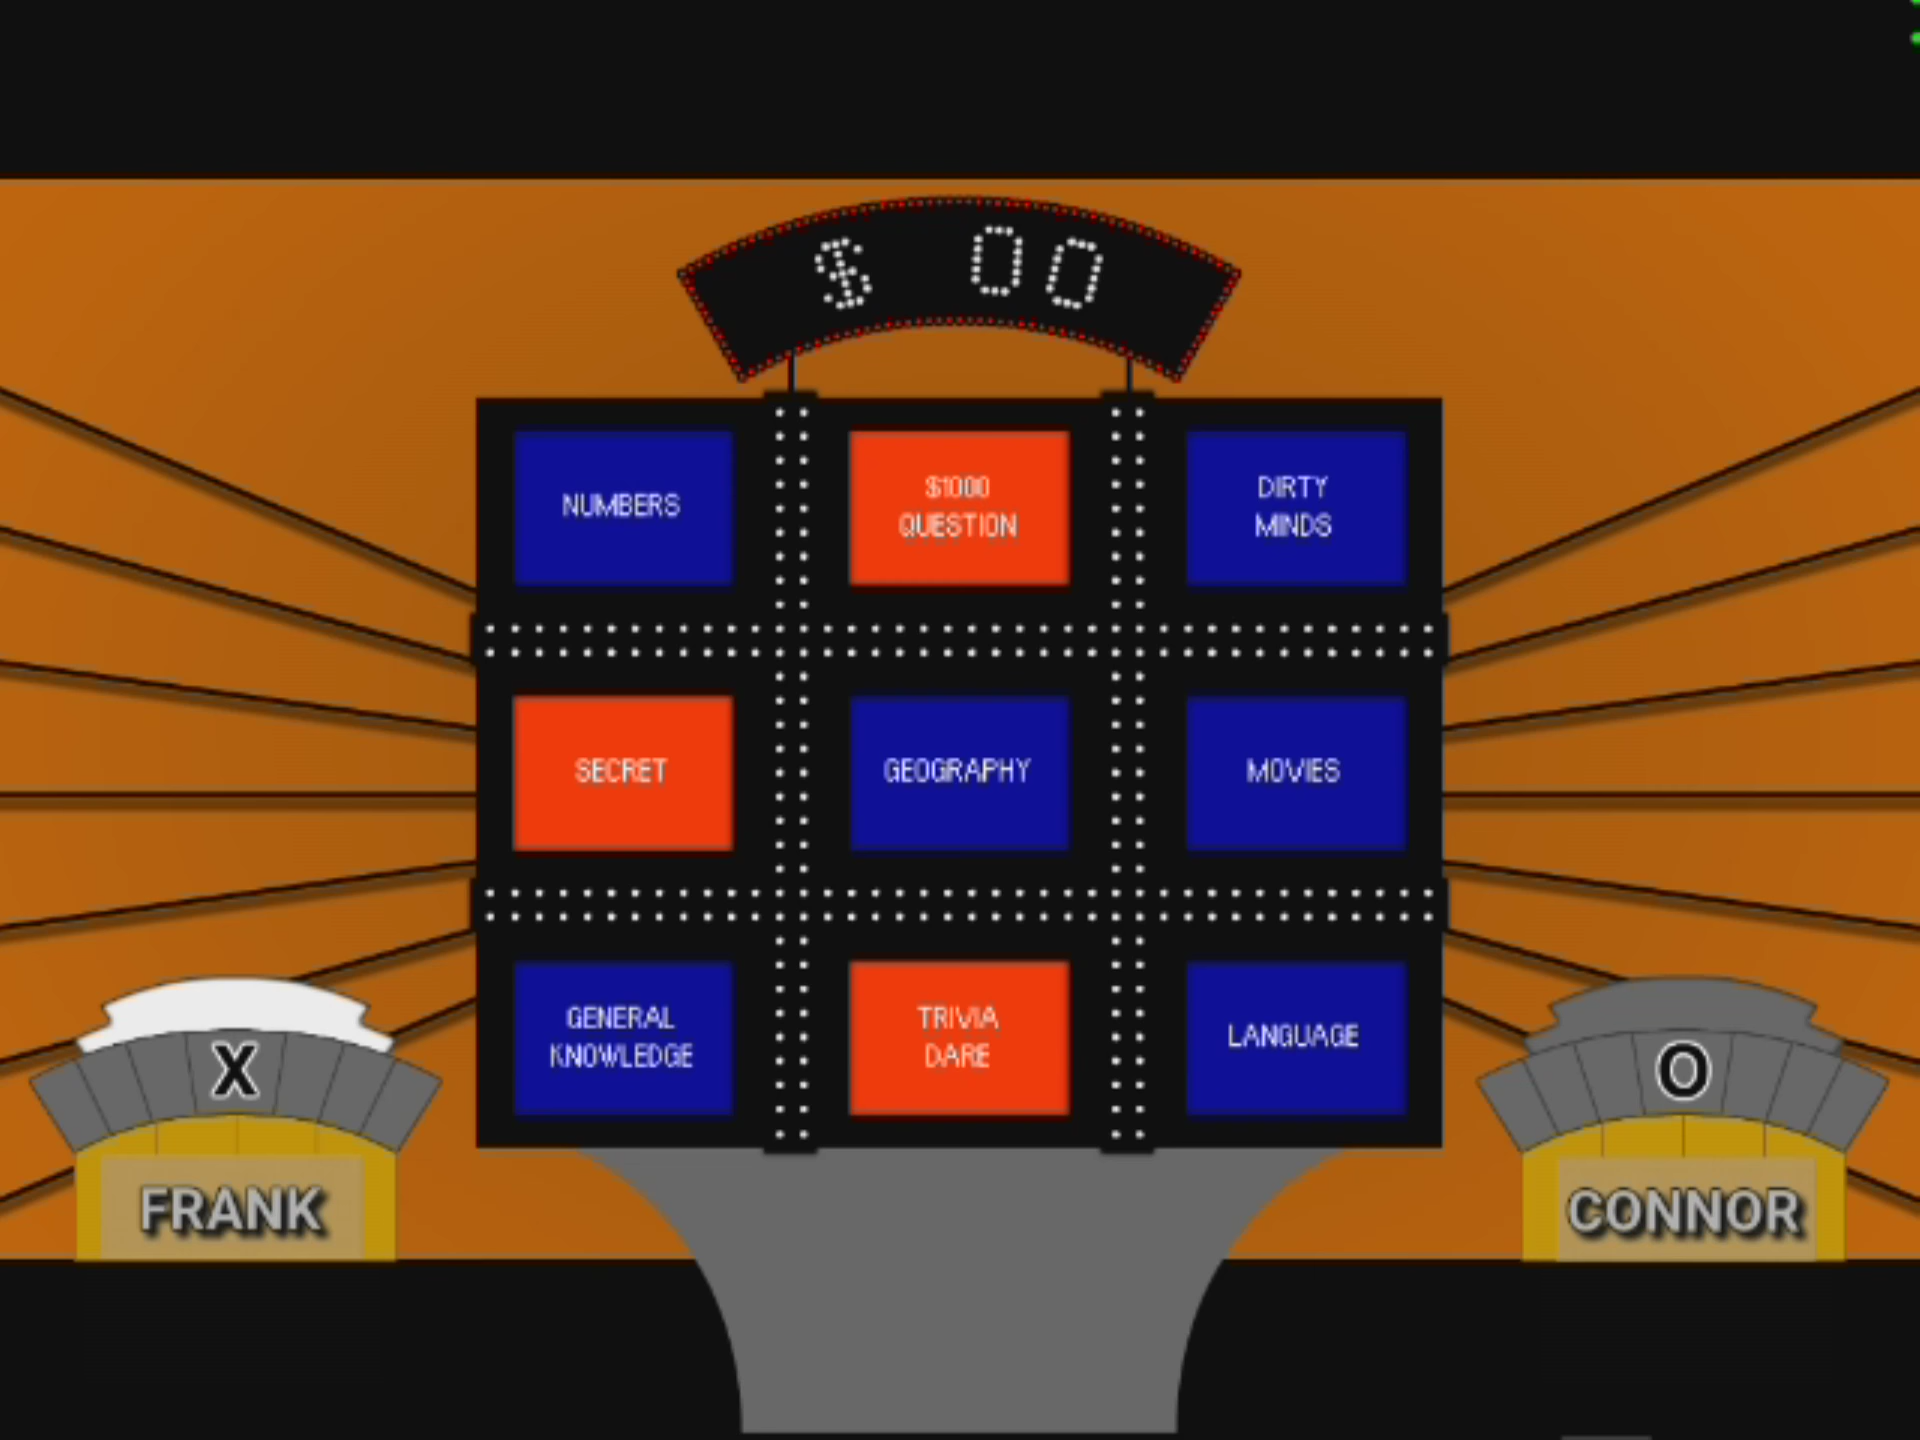 $ 00
NUMBERS
$1000
QUESTION
DIRTY
MINDS
SECRET
GEOGRAPHY
MOVIES
GENERAL
KNOWLEDGE
TRIVIA
DARE
LANGUAGE
X
FRANK
O
CONNOR